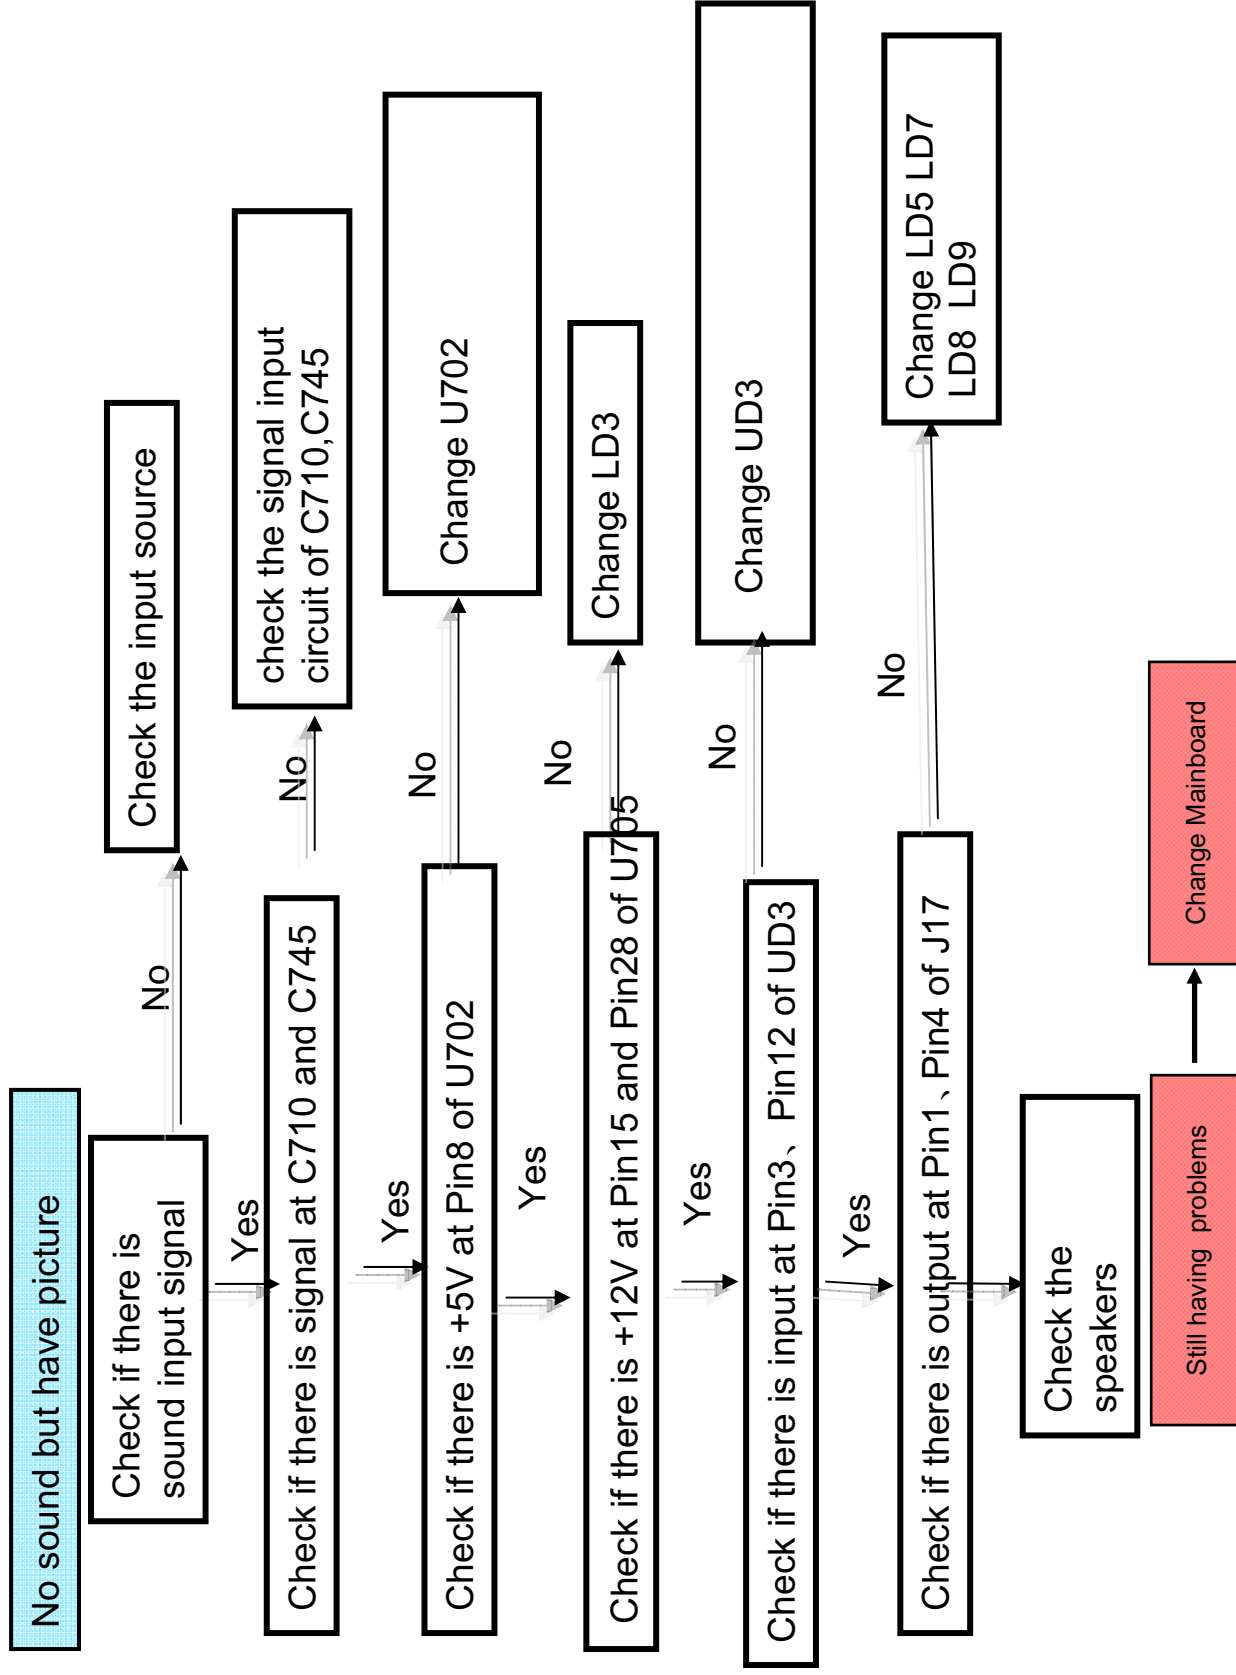 No sound but have picture
Check if there is
sound input signal
No
Check the input source
Yes
Check if there is signal at C710 and C745
No
check the signal input
circuit of C710,C745
Yes
Check if there is +5V at Pin8 of U702
No
Change U702
Yes
Check if there is +12V at Pin15 and Pin28 of U705
No
Change LD3
Yes
Check if there is input at Pin3、Pin12 of UD3
No
Change UD3
Yes
Check if there is output at Pin1、Pin4 of J17
No
Change LD5 LD7
LD8 LD9
Check the
speakers
Still having problems
Change Mainboard